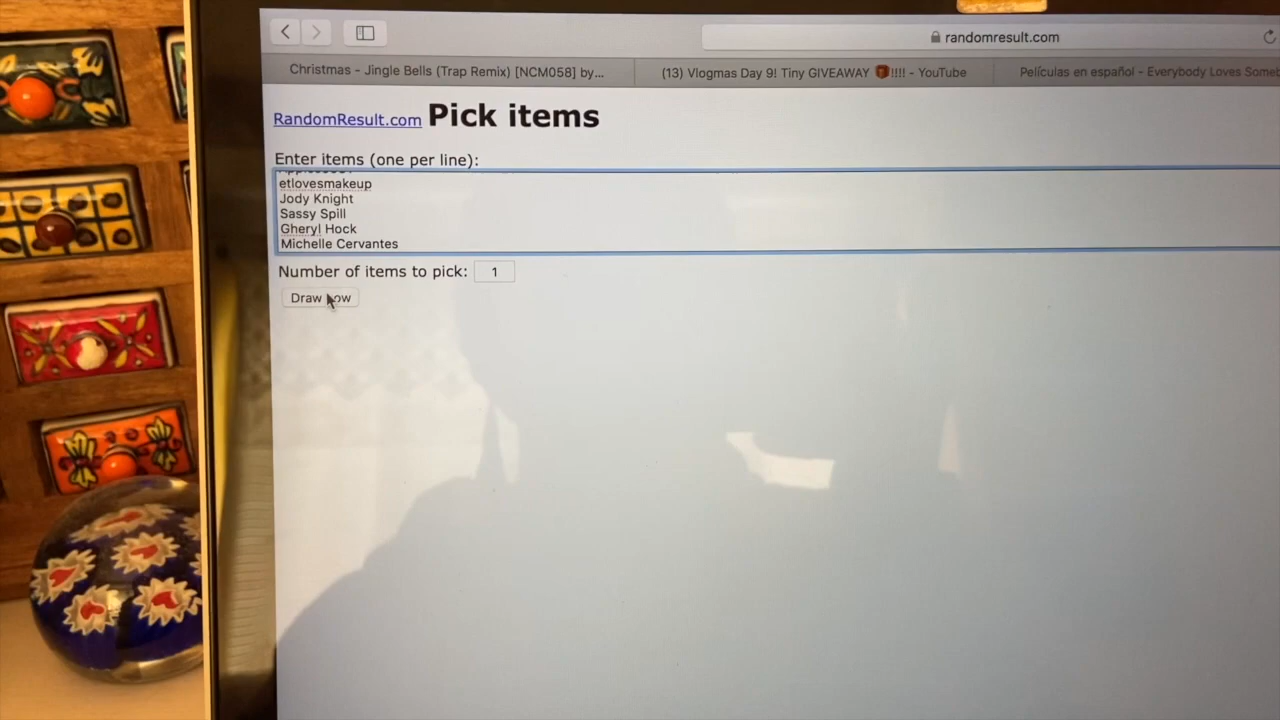 randomresult.com
Christmas - Jingle Bells (Trap Remix) [NCM058] by...
(13) Vlogmas Day 9! Tiny GIVEAWAY 🎁!!!! - YouTube
Películas en español - Everybody Loves Someb
RandomResult.com Pick items
Enter items (one per line):
etlovesmakeup
Jody Knight
Sassy Spill
Gheryl Hock
Michelle Cervantes
Number of items to pick: 1
Draw now